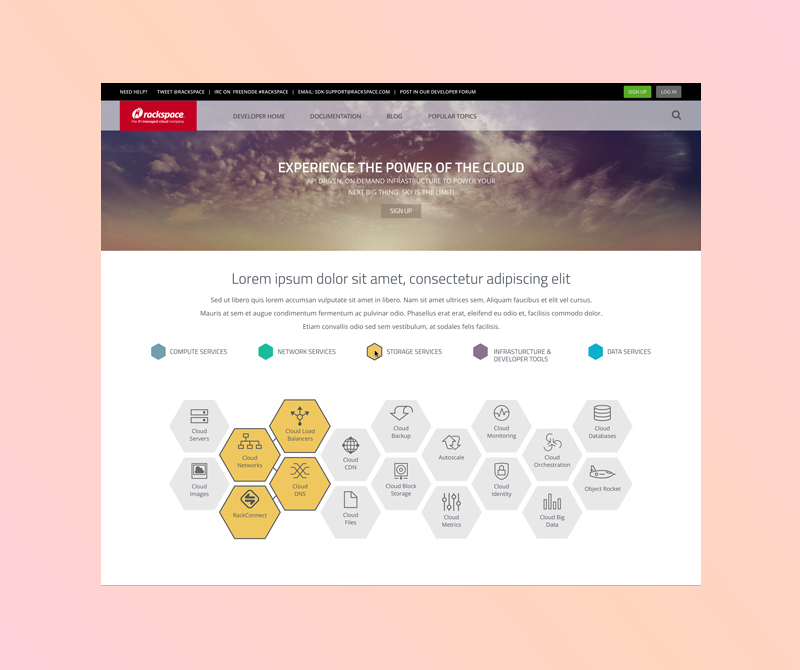 NEED HELP? TWEET @RACKSPACE | IRC ON FREENODE #RACKSPACE | EMAIL: SDK-SUPPORT@RACKSPACE.COM | POST IN OUR DEVELOPER FORUM SIGN UP LOG IN
rackspace.
the #1 managed cloud company
DEVELOPER HOME DOCUMENTATION BLOG POPULAR TOPICS
EXPERIENCE THE POWER OF THE CLOUD
API DRIVEN, ON DEMAND INFRASTRUCTURE TO POWER YOUR
NEXT BIG THING. SKY IS THE LIMIT!
SIGN UP
Lorem ipsum dolor sit amet, consectetur adipiscing elit
Sed ut libero quis lorem accumsan vulputate sit amet in libero. Nam sit amet ultrices sem. Aliquam faucibus et elit vel cursus.
Mauris at sem et augue condimentum fermentum ac pulvinar odio. Phasellus erat erat, eleifend eu odio et, facilisis commodo dolor.
Etiam convallis odio sed sem vestibulum, at sodales felis facilisis.
COMPUTE SERVICES
NETWORK SERVICES
STORAGE SERVICES
INFRASTURCTURE &
DEVELOPER TOOLS
DATA SERVICES
Cloud
Servers
Cloud Load
Balancers
Cloud
Backup
Cloud
Monitoring
Cloud
Databases
Cloud
Networks
Cloud
CDN
Autoscale
Cloud
Orchestration
Cloud
Images
Cloud
DNS
Cloud Block
Storage
Cloud
Identity
Object Rocket
RackConnect
Cloud
Files
Cloud
Metrics
Cloud Big
Data